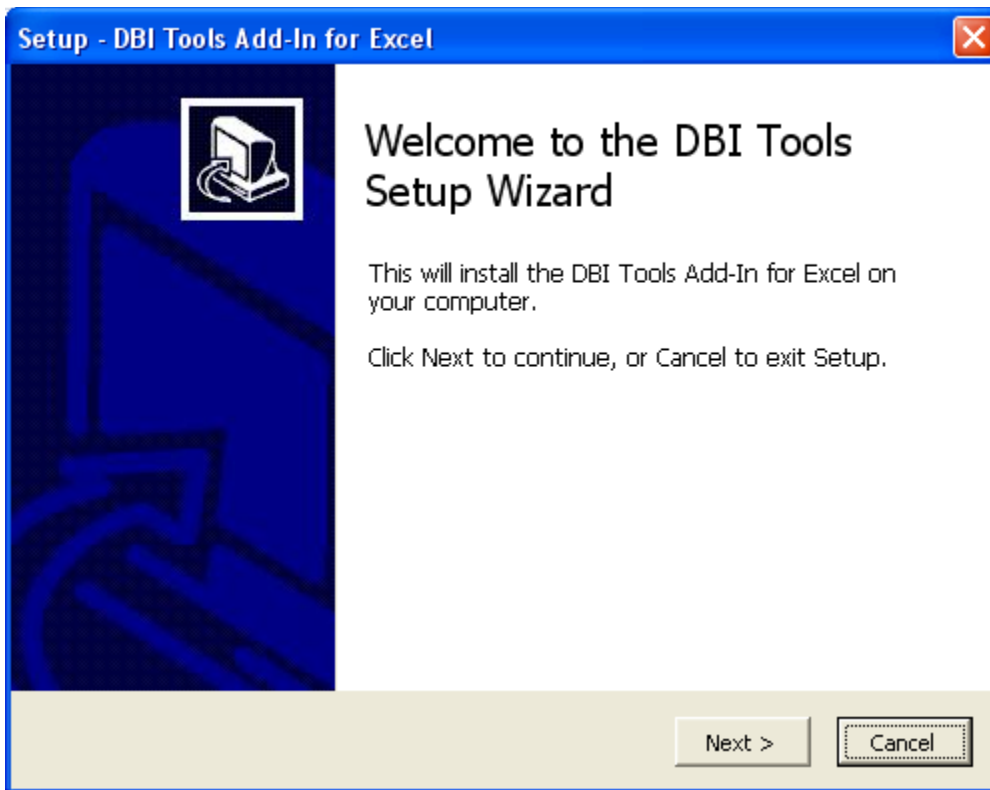 Setup - DBI Tools Add-In for Excel
Welcome to the DBI Tools
Setup Wizard
This will install the DBI Tools Add-In for Excel on
your computer.
Click Next to continue, or Cancel to exit Setup.
Next >
Cancel